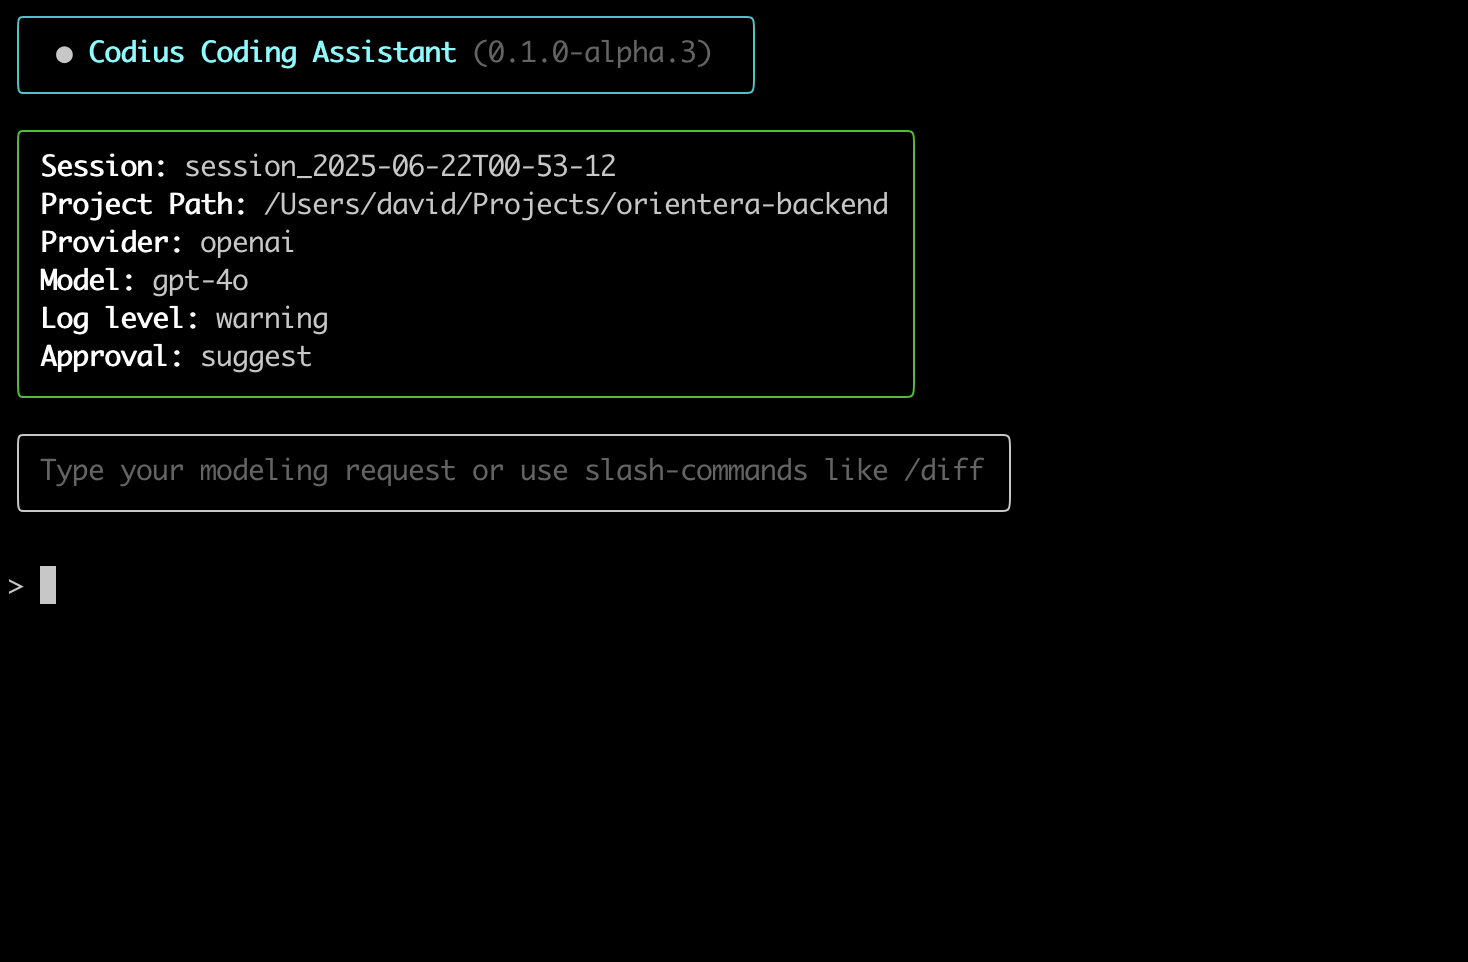 ● Codius Coding Assistant (0.1.0-alpha.3)
Session: session_2025-06-22T00-53-12
Project Path: /Users/david/Projects/orientera-backend
Provider: openai
Model: gpt-4o
Log level: warning
Approval: suggest
Type your modeling request or use slash-commands like /diff
>